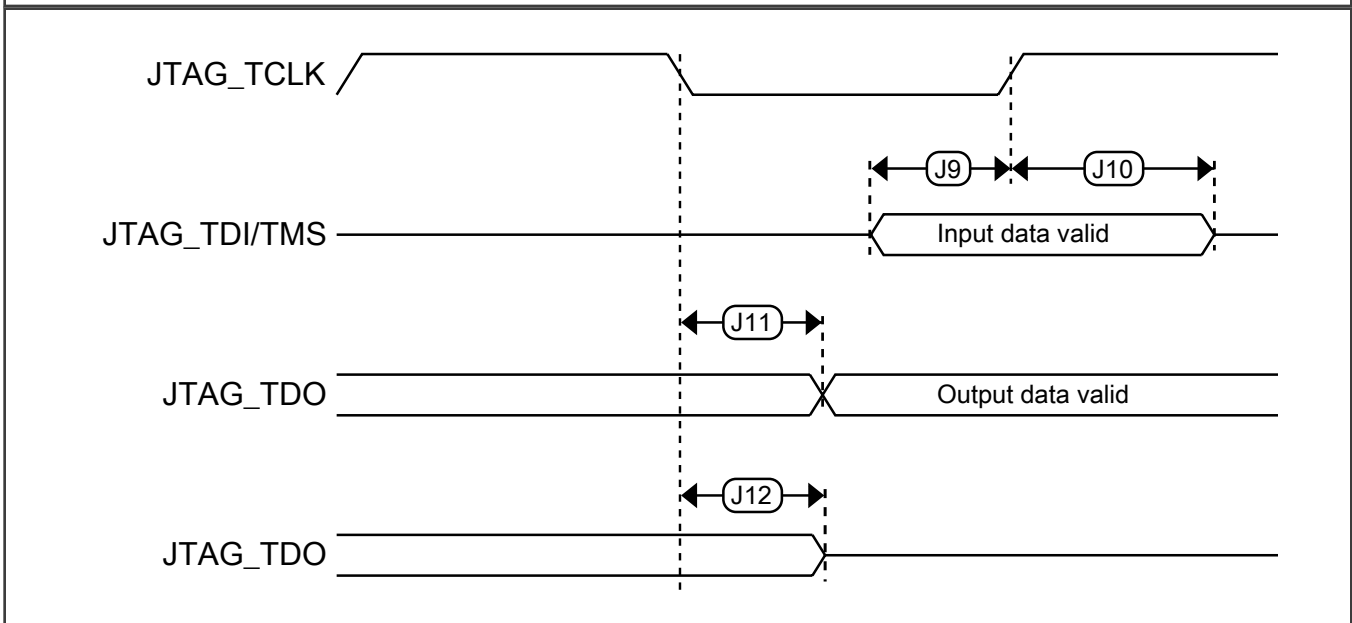 JTAG_TCLK
J9
J10
JTAG_TDI/TMS
Input data valid
J11
JTAG_TDO
Output data valid
J12
JTAG_TDO